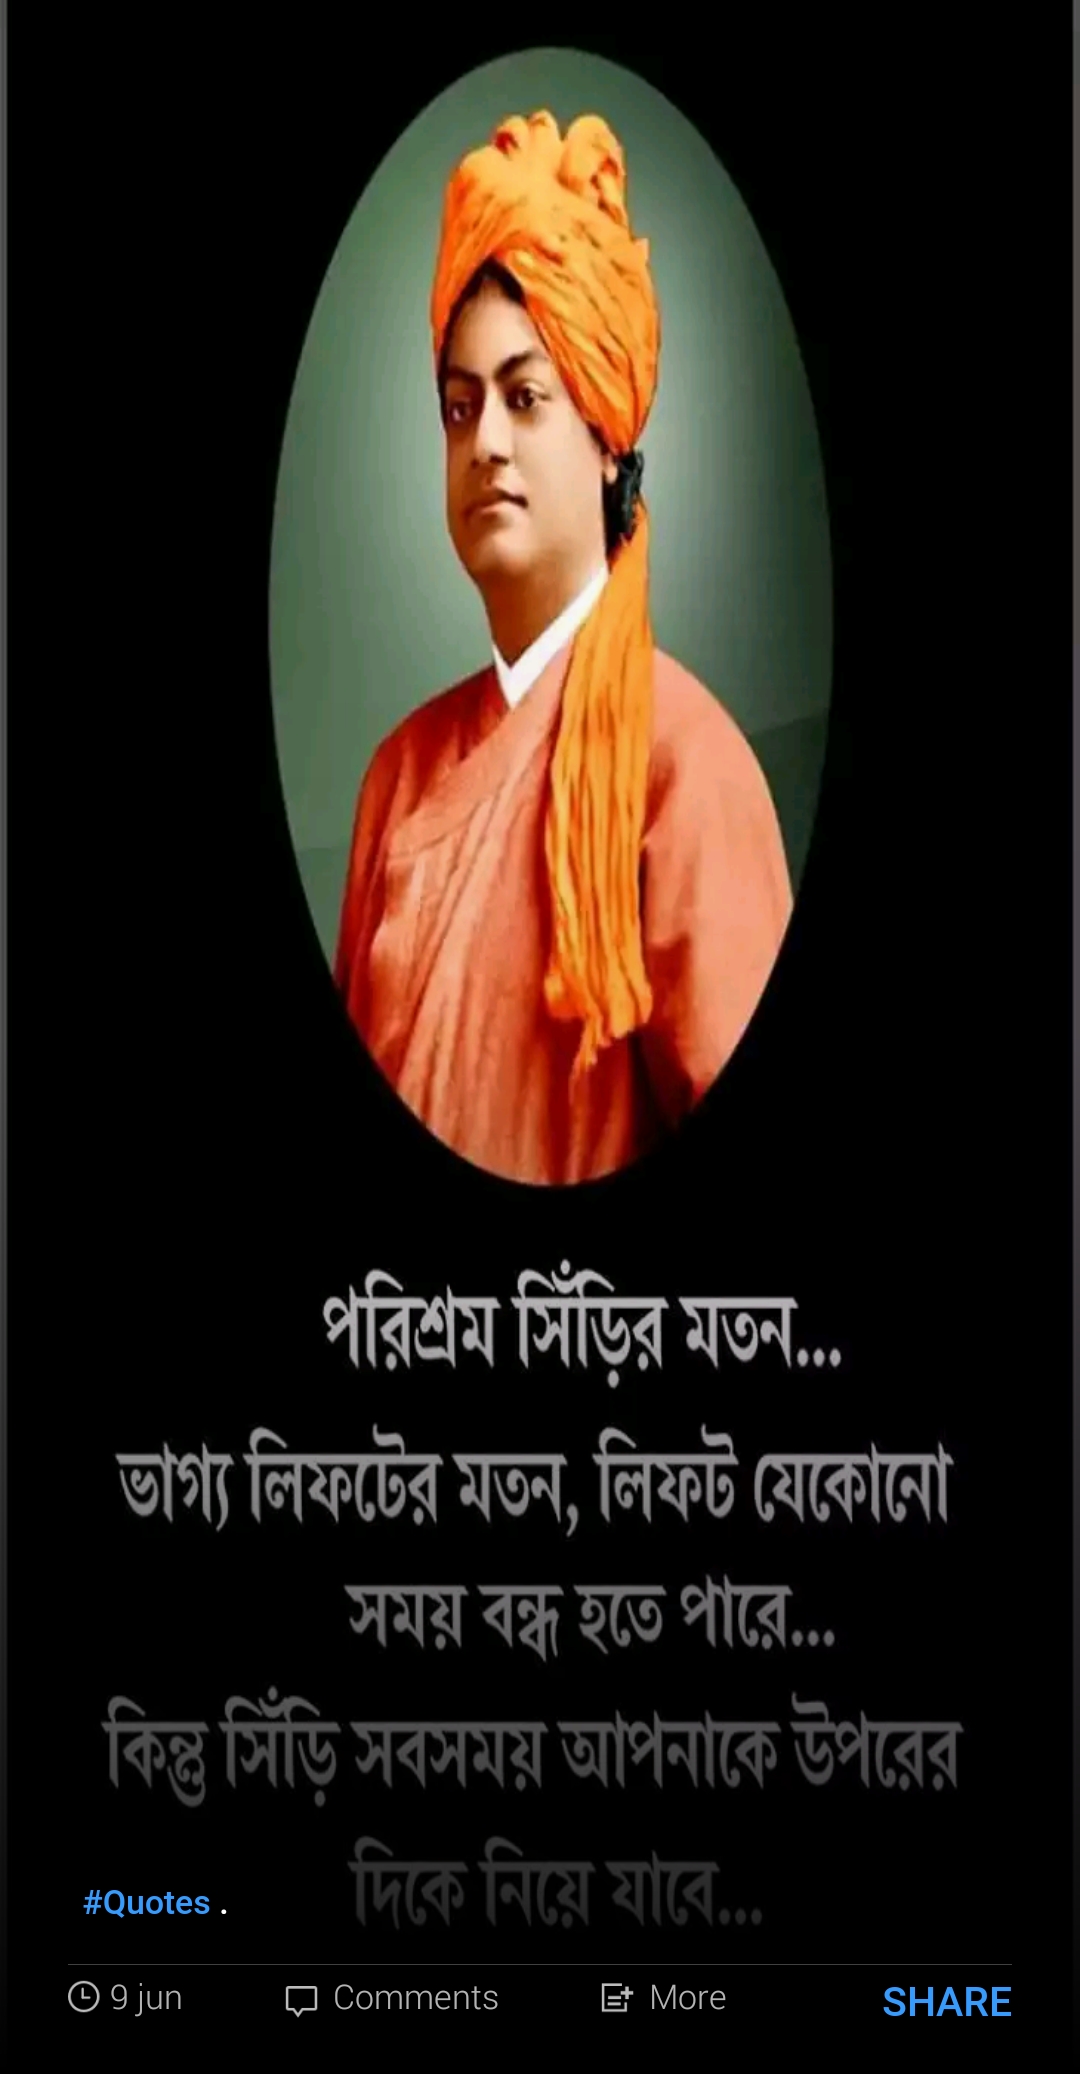 পরিশ্রম সিঁড়ির মতন...
ভাগ্য লিফটের মতন, লিফট যেকোনো
সময় বন্ধ হতে পারে...
কিন্তু সিঁড়ি সবসময় আপনাকে উপরের
দিকে নিয়ে যাবে...
#Quotes .
9 jun Comments More SHARE